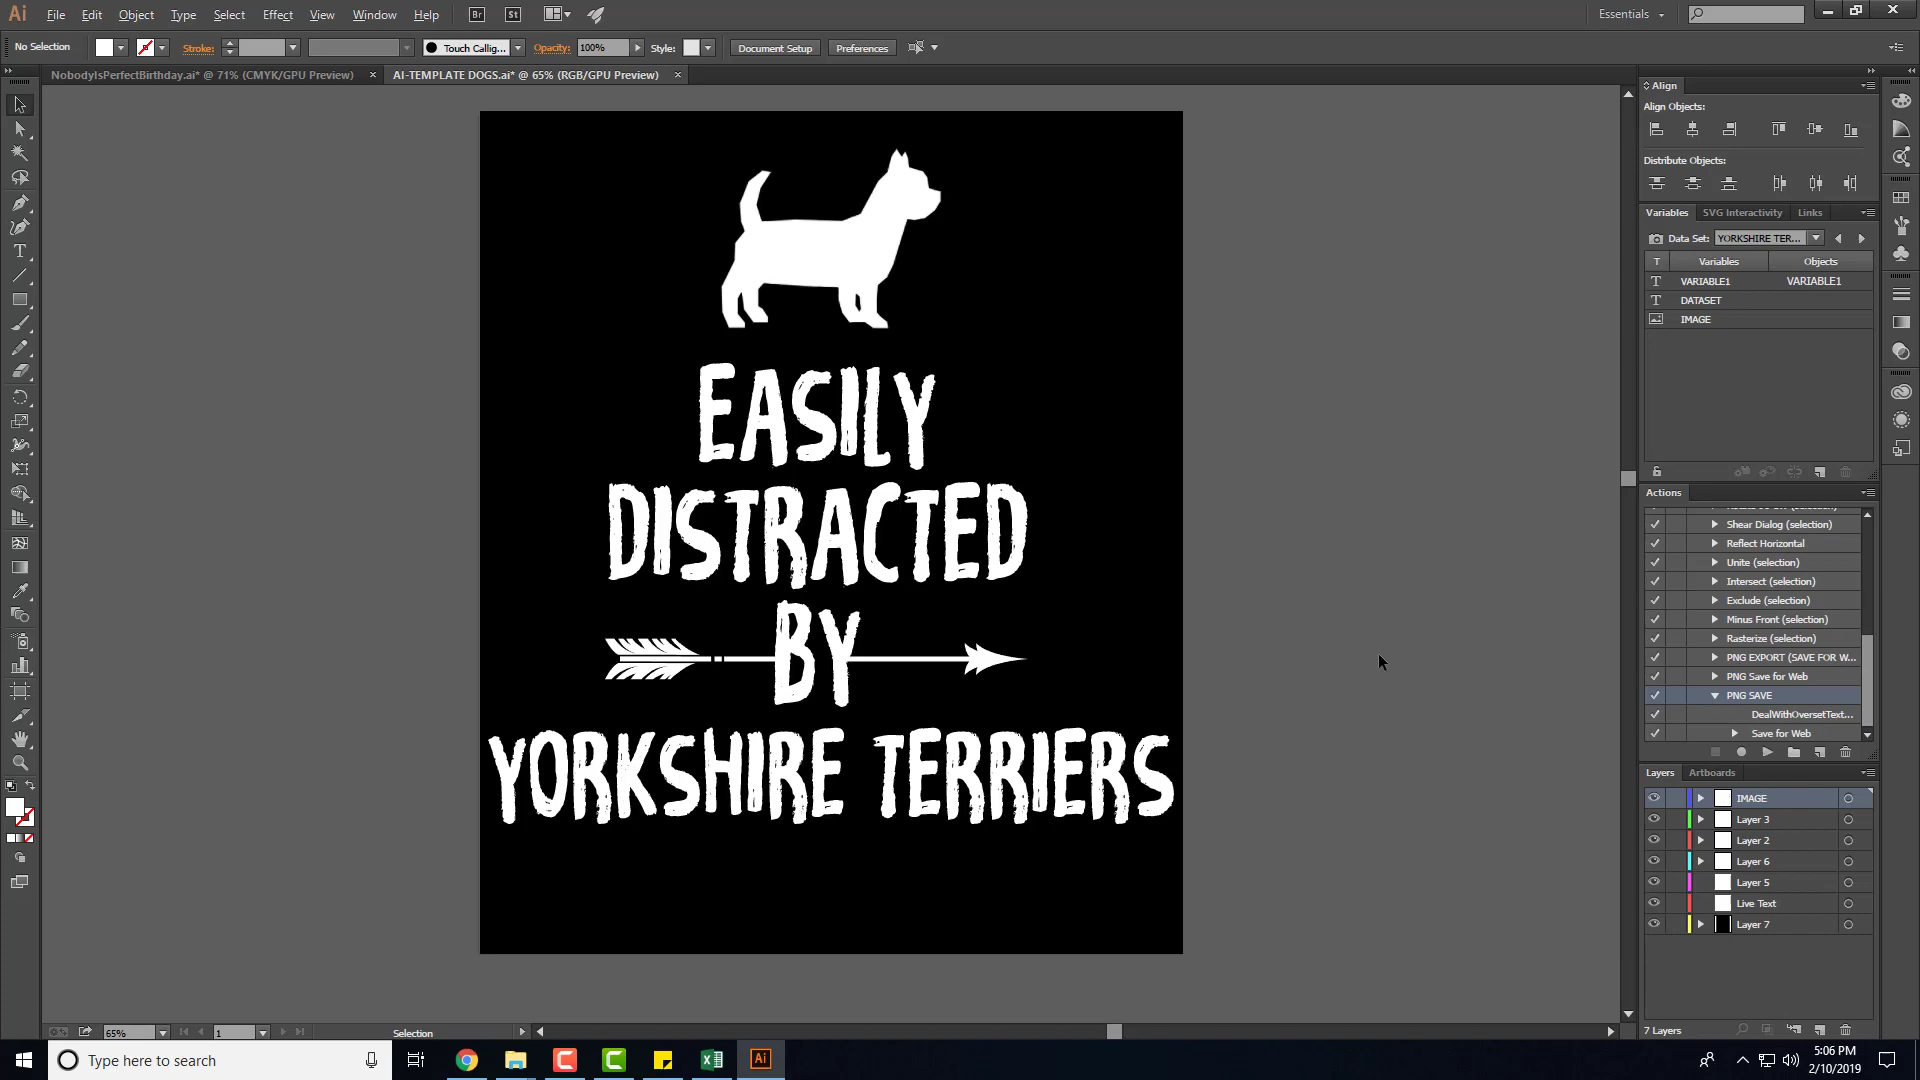 Ai File Edit Object Type Select Effect View Window Help Br St Essentials
No Selection Stroke: Touch Callig... Opacity: 100% Style: Document Setup Preferences
NobodyIsPerfectBirthday.ai* @ 71% (CMYK/GPU Preview) × AI-TEMPLATE DOGS.ai* @ 65% (RGB/GPU Preview) ×
EASILY
DISTRACTED
BY
YORKSHIRE TERRIERS
Align
Align Objects:
Distribute Objects:
Variables SVG Interactivity Links
Data Set: YORKSHIRE TER...
T Variables Objects
T VARIABLE1 VARIABLE1
T DATASET
IMAGE
Actions
Shear Dialog (selection)
Reflect Horizontal
Unite (selection)
Intersect (selection)
Exclude (selection)
Minus Front (selection)
Rasterize (selection)
PNG EXPORT (SAVE FOR W...
PNG Save for Web
PNG SAVE
DealWithOversetText...
Save for Web
Layers Artboards
IMAGE
Layer 3
Layer 2
Layer 6
Layer 5
Live Text
Layer 7
7 Layers
65% 1 Selection
Type here to search
Ai
5:06 PM
2/10/2019